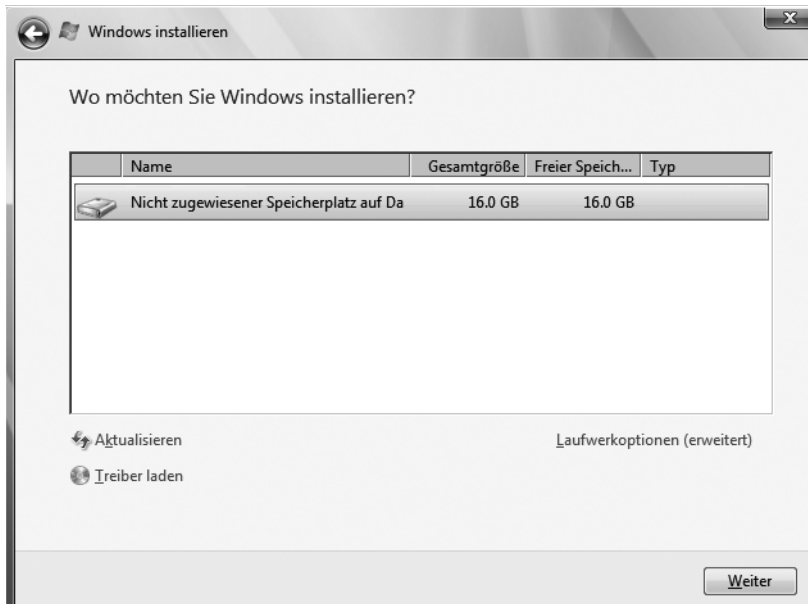 Windows installieren
Wo möchten Sie Windows installieren?
Name Gesamtgröße Freier Speich... Typ
Nicht zugewiesener Speicherplatz auf Da 16.0 GB 16.0 GB
Aktualisieren Laufwerkoptionen (erweitert)
Treiber laden
Weiter